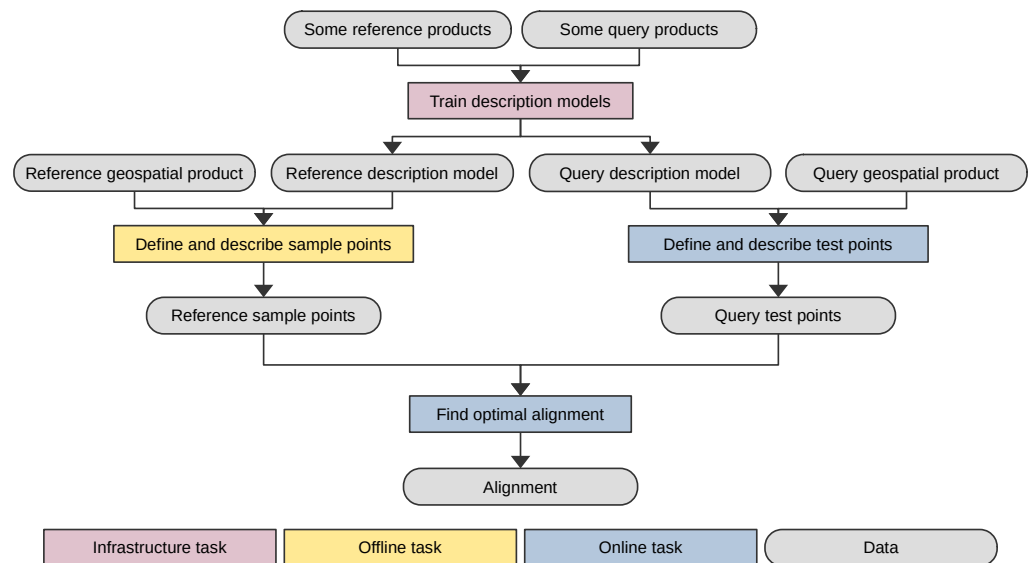 Some reference products
Some query products
Train description models
Reference geospatial product
Reference description model
Query description model
Query geospatial product
Define and describe sample points
Define and describe test points
Reference sample points
Query test points
Find optimal alignment
Alignment
Infrastructure task
Offline task
Online task
Data